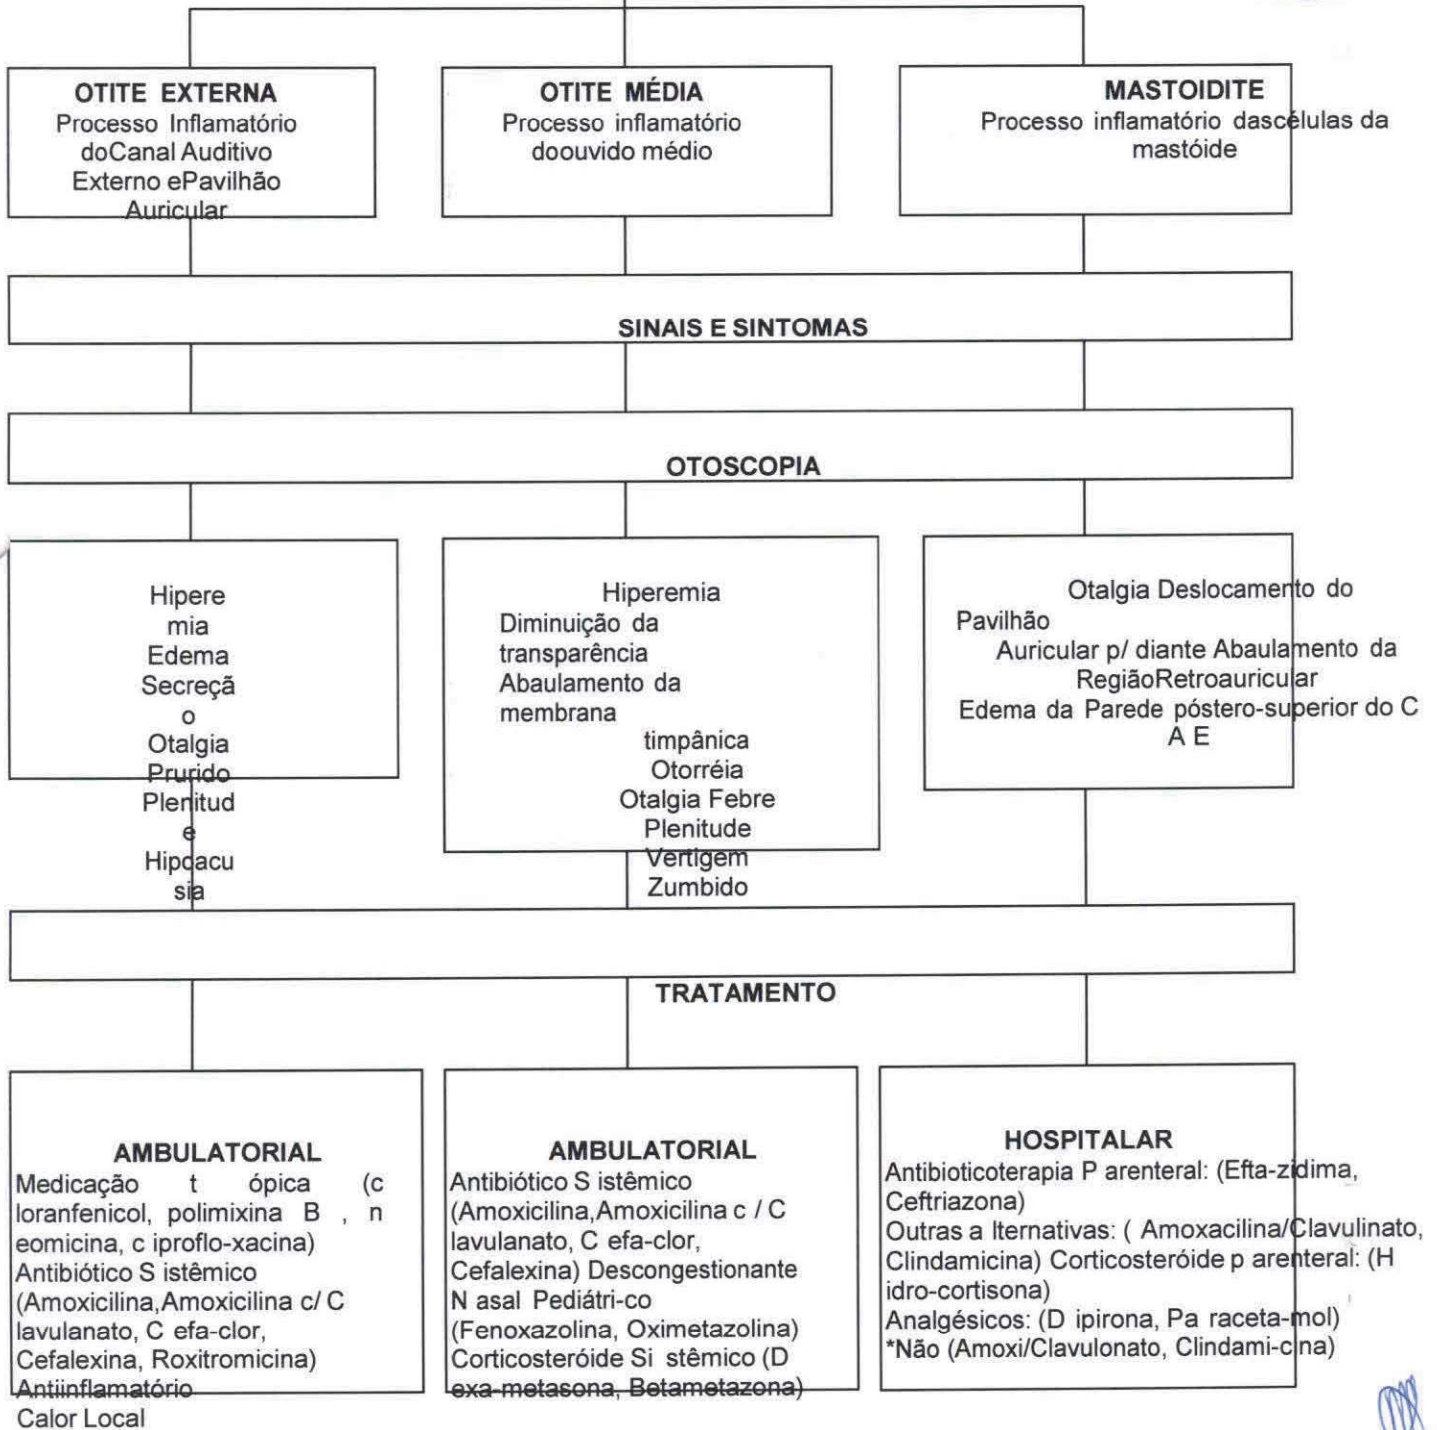 OTITE EXTERNA
Processo Inflamatório
doCanal Auditivo
Externo ePavilhão
Auricular
OTITE MÉDIA
Processo inflamatório
doouvido médio
MASTOIDITE
Processo inflamatório dascélulas da
mastóide
SINAIS E SINTOMAS
OTOSCOPIA
Hipere
mia
Edema
Secreçã
o
Otalgia
Prurido
Plenitud
e
Hipoacu
sia
Hiperemia
Diminuição da
transparência
Abaulamento da
membrana
timpânica
Otorréia
Otalgia Febre
Plenitude
Vertigem
Zumbido
Otalgia Deslocamento do
Pavilhão
Auricular p/ diante Abaulamento da
RegiãoRetroauricular
Edema da Parede póstero-superior do C
A E
TRATAMENTO
AMBULATORIAL
Medicação t ópica (c
loranfenicol, polimixina B , n
eomicina, c iproflo-xacina)
Antibiótico S istêmico
(Amoxicilina,Amoxicilina c/ C
lavulanato, C efa-clor,
Cefalexina, Roxitromicina)
Antiinflamatório
Calor Local
AMBULATORIAL
Antibiótico S istêmico
(Amoxicilina,Amoxicilina c / C
lavulanato, C efa-clor,
Cefalexina) Descongestionante
N asal Pediátri-co
(Fenoxazolina, Oximetazolina)
Corticosteróide Si stêmico (D
exa-metasona, Betametazona)
HOSPITALAR
Antibioticoterapia P arenteral: (Efta-zidima,
Ceftriazona)
Outras a lternativas: ( Amoxacilina/Clavulinato,
Clindamicina) Corticosteróide p arenteral: (H
idro-cortisona)
Analgésicos: (D ipirona, Pa raceta-mol)
*Não (Amoxi/Clavulonato, Clindami-cina)